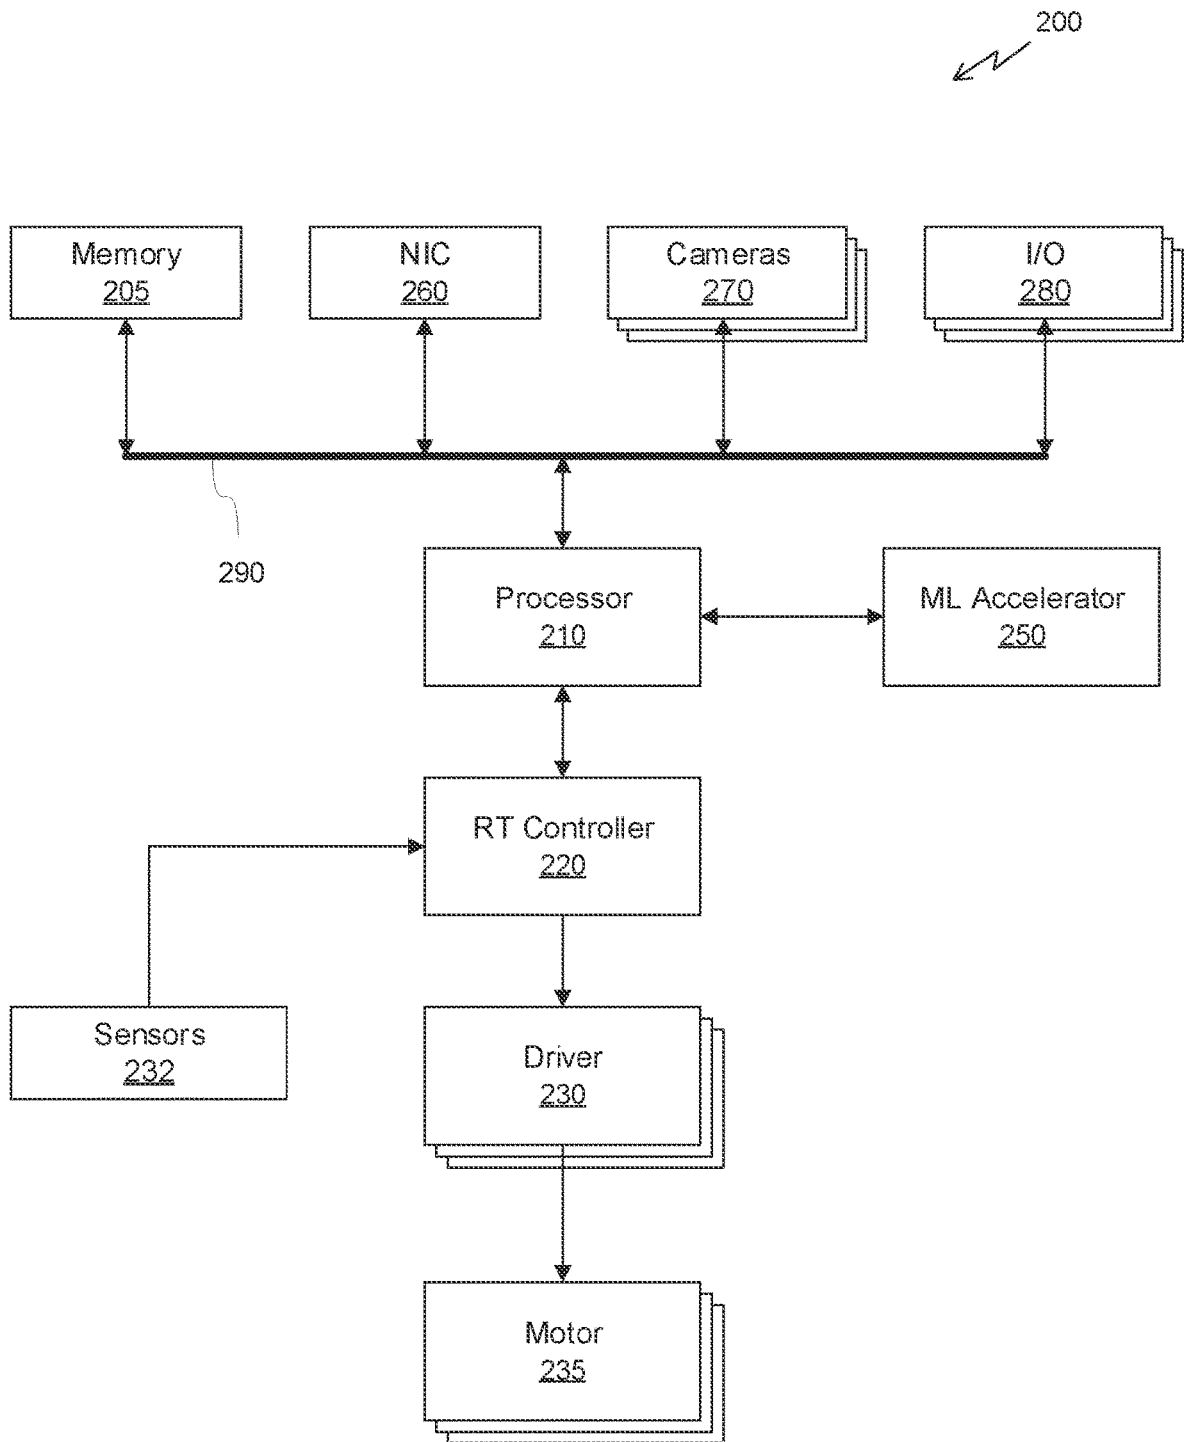 200
Memory
205
NIC
260
Cameras
270
I/O
280
290
Processor
210
ML Accelerator
250
RT Controller
220
Sensors
232
Driver
230
Motor
235